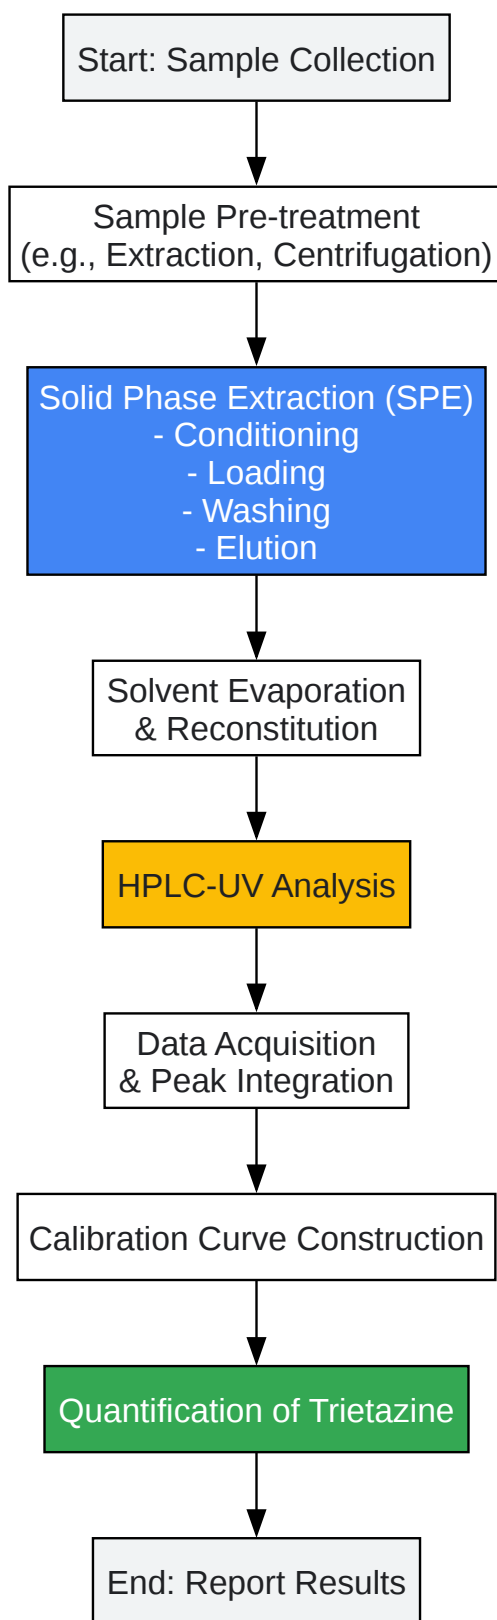 Start: Sample Collection
Sample Pre-treatment
(e.g., Extraction, Centrifugation)
Solid Phase Extraction (SPE)
- Conditioning
- Loading
- Washing
- Elution
Solvent Evaporation
& Reconstitution
HPLC-UV Analysis
Data Acquisition
& Peak Integration
Calibration Curve Construction
Quantification of Trietazine
End: Report Results